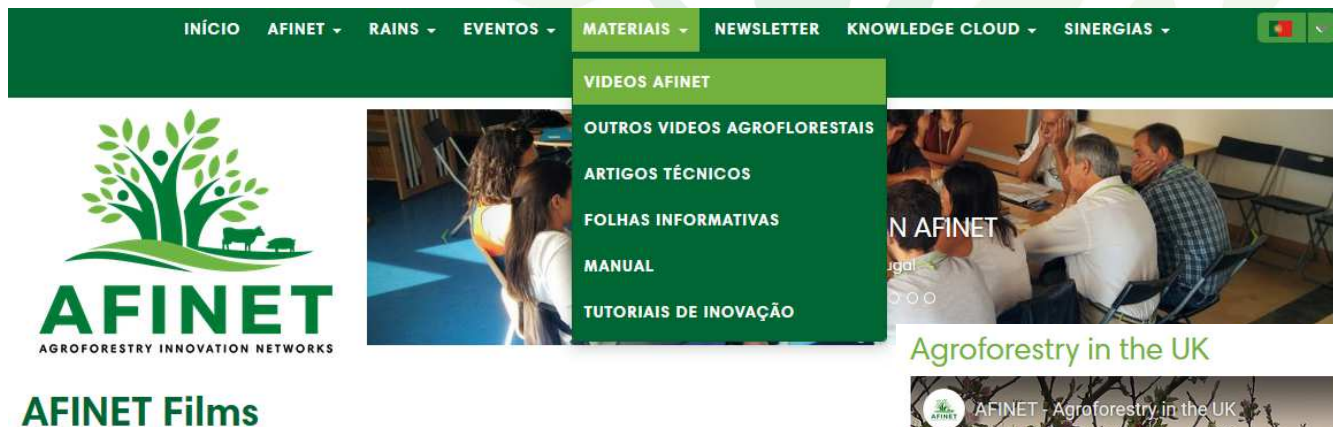 INÍCIO AFINET RAINS EVENTOS MATERIAIS NEWSLETTER KNOWLEDGE CLOUD SINERGIAS
VIDEOS AFINET
OUTROS VIDEOS AGROFLORESTAIS
ARTIGOS TÉCNICOS
FOLHAS INFORMATIVAS
MANUAL
TUTORIAIS DE INOVAÇÃO
N AFINET
ugal
AFINET
AGROFORESTRY INNOVATION NETWORKS
AFINET Films
Agroforestry in the UK
AFINET
AFINET - Agroforestry in the UK